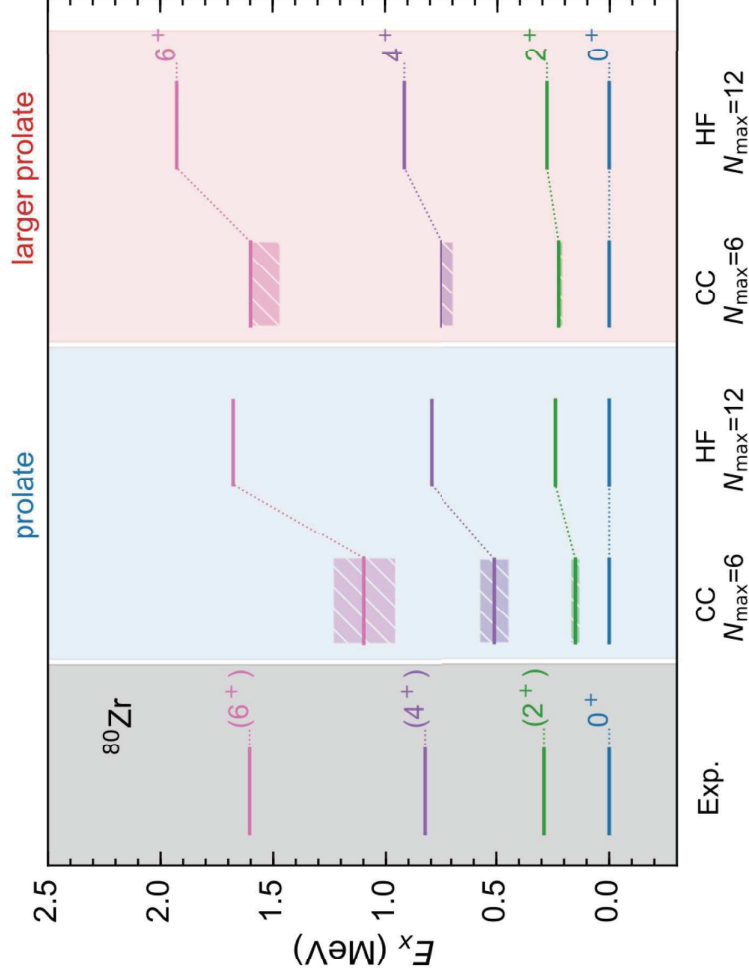 prolate
larger prolate
⁸⁰Zr
(6⁺)
(4⁺)
(2⁺)
0⁺
6⁺
4⁺
2⁺
0⁺
2.5
2.0
1.5
1.0
0.5
0.0
Eₓ (MeV)
Exp.
CC
Nmax=6
HF
Nmax=12
CC
Nmax=6
HF
Nmax=12